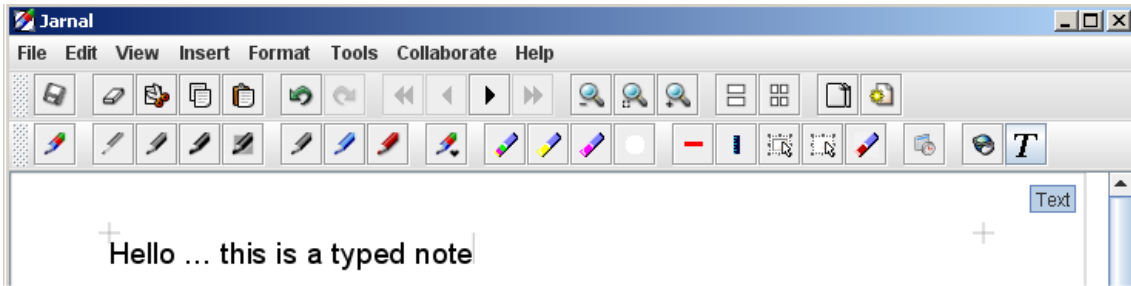 Jarnal
File Edit View Insert Format Tools Collaborate Help
T
Text
Hello ... this is a typed note